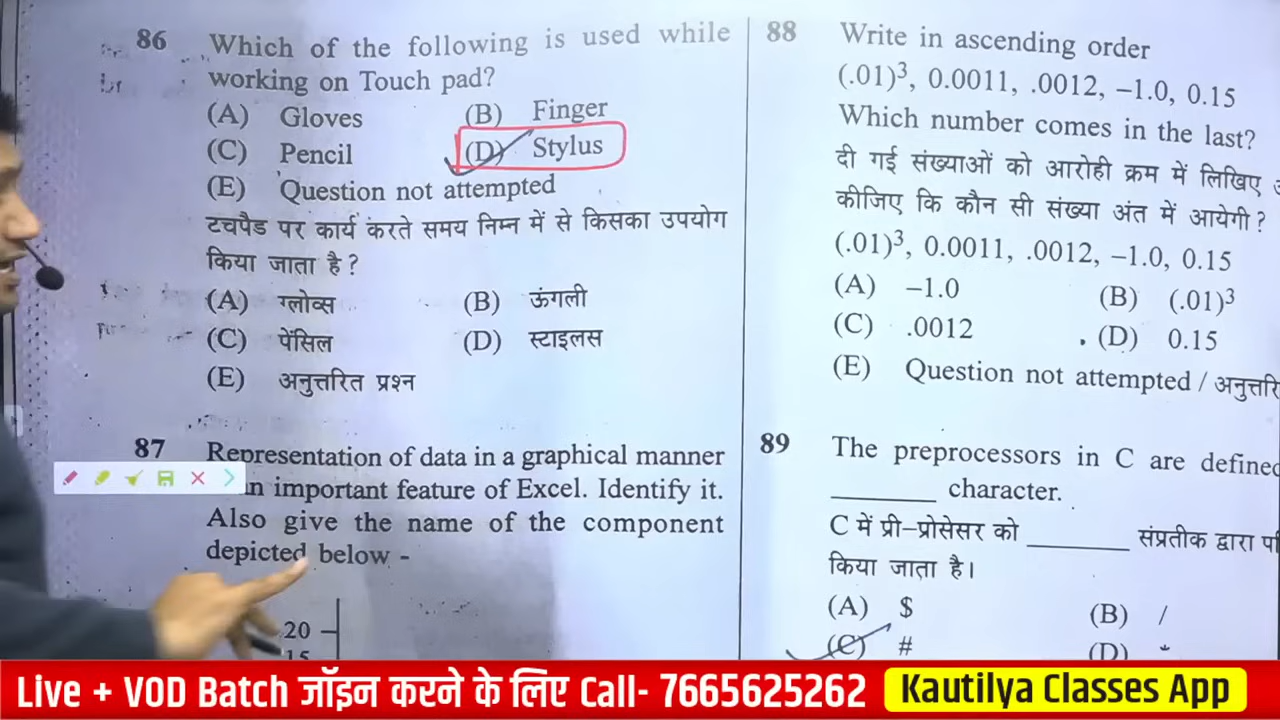 86 Which of the following is used while
working on Touch pad?
(A) Gloves (B) Finger
(C) Pencil (D) Stylus
(E) Question not attempted
टचपैड पर कार्य करते समय निम्न में से किसका उपयोग
किया जाता है ?
(A) ग्लोव्स (B) ऊंगली
(C) पेंसिल (D) स्टाइलस
(E) अनुत्तरित प्रश्न
87 Representation of data in a graphical manner
an important feature of Excel. Identify it.
Also give the name of the component
depicted below -
20
15
88 Write in ascending order
(.01)³, 0.0011, .0012, –1.0, 0.15
Which number comes in the last?
दी गई संख्याओं को आरोही क्रम में लिखिए
कीजिए कि कौन सी संख्या अंत में आयेगी ?
(.01)³, 0.0011, .0012, –1.0, 0.15
(A) –1.0 (B) (.01)³
(C) .0012 (D) 0.15
(E) Question not attempted / अनुत्तरि
89 The preprocessors in C are defined
_______ character.
C में प्री–प्रोसेसर को _______ संप्रतीक द्वारा
किया जाता है।
(A) $ (B) /
(C) # (D) *
Live + VOD Batch जॉइन करने के लिए Call- 7665625262 Kautilya Classes App